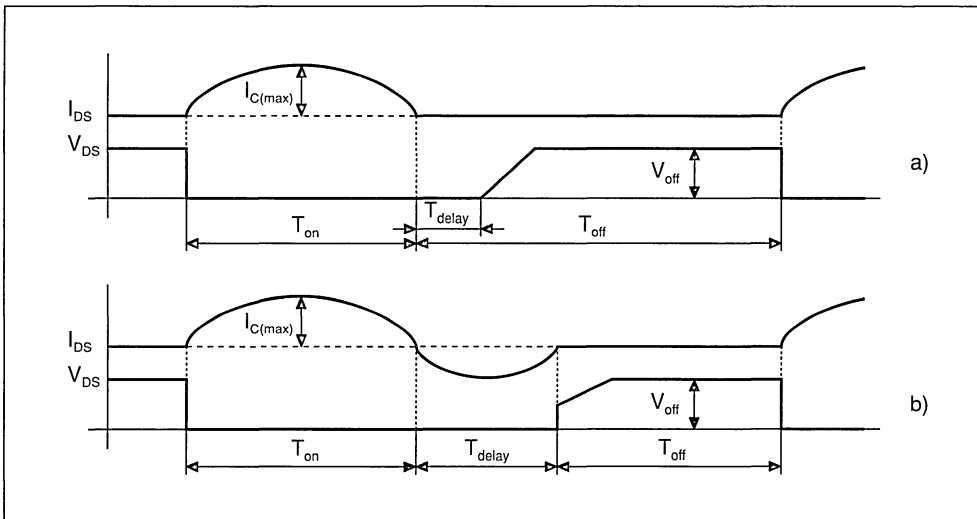 I_C(max)
I_DS
V_DS
a)
V_off
T_delay
T_on
T_off
I_C(max)
I_DS
V_DS
V_off
b)
T_on
T_delay
T_off